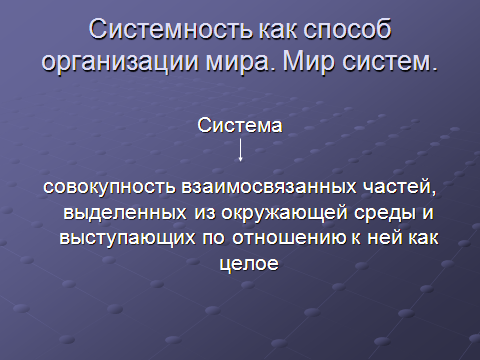 Системность как способ
организации мира. Мир систем.
Система
совокупность взаимосвязанных частей,
выделенных из окружающей среды и
выступающих по отношению к ней как
целое